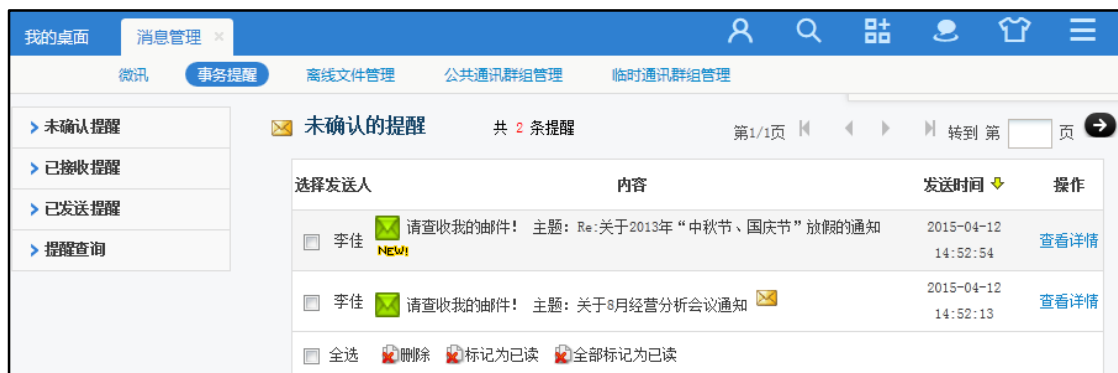 我的桌面 消息管理 ×
微讯 事务提醒 离线文件管理 公共通讯群组管理 临时通讯群组管理
未确认提醒
已接收提醒
已发送提醒
提醒查询
未确认的提醒 共 2 条提醒 第1/1页 转到 第 页
选择发送人 内容 发送时间 操作
李佳 请查收我的邮件! 主题: Re:关于2013年“中秋节、国庆节”放假的通知 2015-04-12 查看详情
NEW! 14:52:54
李佳 请查收我的邮件! 主题: 关于8月经营分析会议通知 2015-04-12 查看详情
14:52:13
全选 删除 标记为已读 全部标记为已读